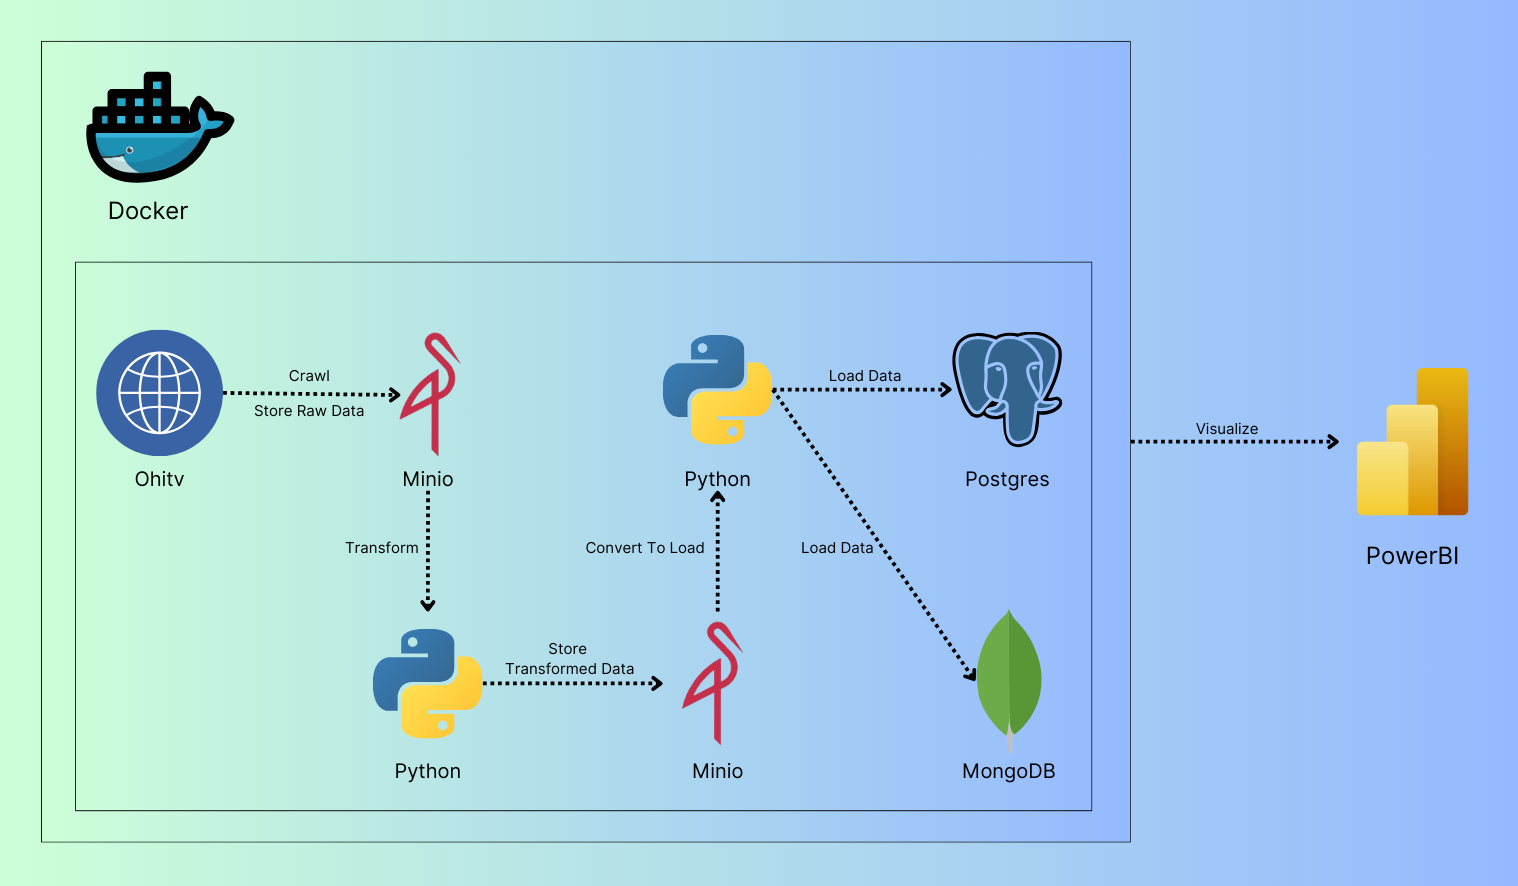 Docker
Crawl
Store Raw Data
Load Data
Ohitv
Minio
Python
Postgres
Visualize
PowerBI
Transform
Convert To Load
Load Data
Store
Transformed Data
Python
Minio
MongoDB